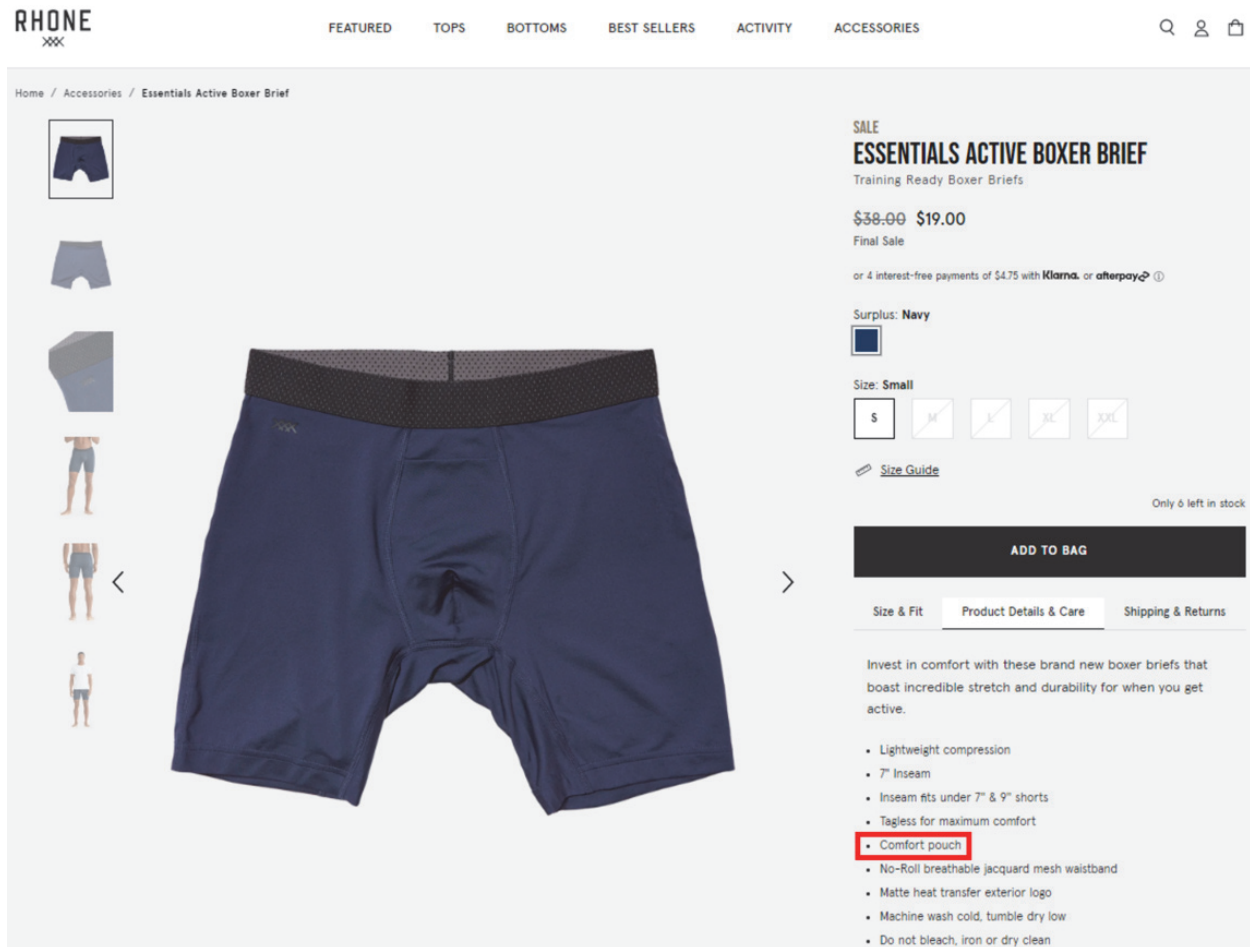 RHONE
FEATURED TOPS BOTTOMS BEST SELLERS ACTIVITY ACCESSORIES
Home / Accessories / Essentials Active Boxer Brief
SALE
ESSENTIALS ACTIVE BOXER BRIEF
Training Ready Boxer Briefs
$38.00 $19.00
Final Sale
or 4 interest-free payments of $4.75 with Klarna. or afterpay
Surplus: Navy
Size: Small
S M L XL XXL
Size Guide
Only 6 left in stock
ADD TO BAG
Size & Fit Product Details & Care Shipping & Returns
Invest in comfort with these brand new boxer briefs that
boast incredible stretch and durability for when you get
active.
• Lightweight compression
• 7" Inseam
• Inseam fits under 7" & 9" shorts
• Tagless for maximum comfort
• Comfort pouch
• No-Roll breathable jacquard mesh waistband
• Matte heat transfer exterior logo
• Machine wash cold, tumble dry low
• Do not bleach, iron or dry clean